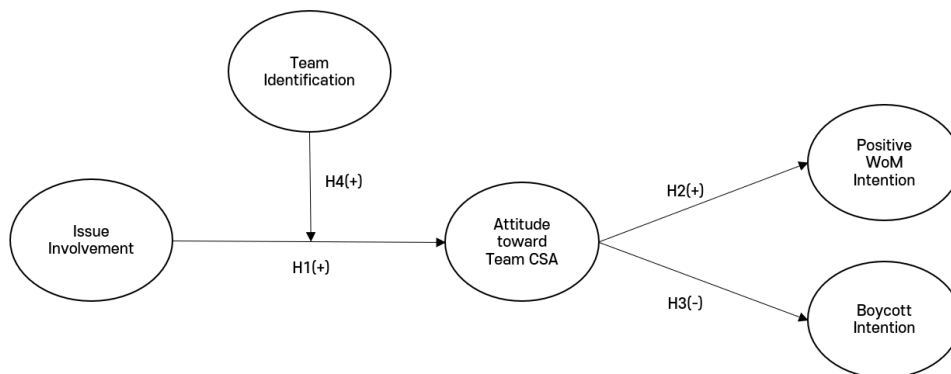 Team
Identification
H4(+)
Issue
Involvement
H1(+)
Attitude
toward
Team CSA
H2(+)
H3(-)
Positive
WoM
Intention
Boycott
Intention